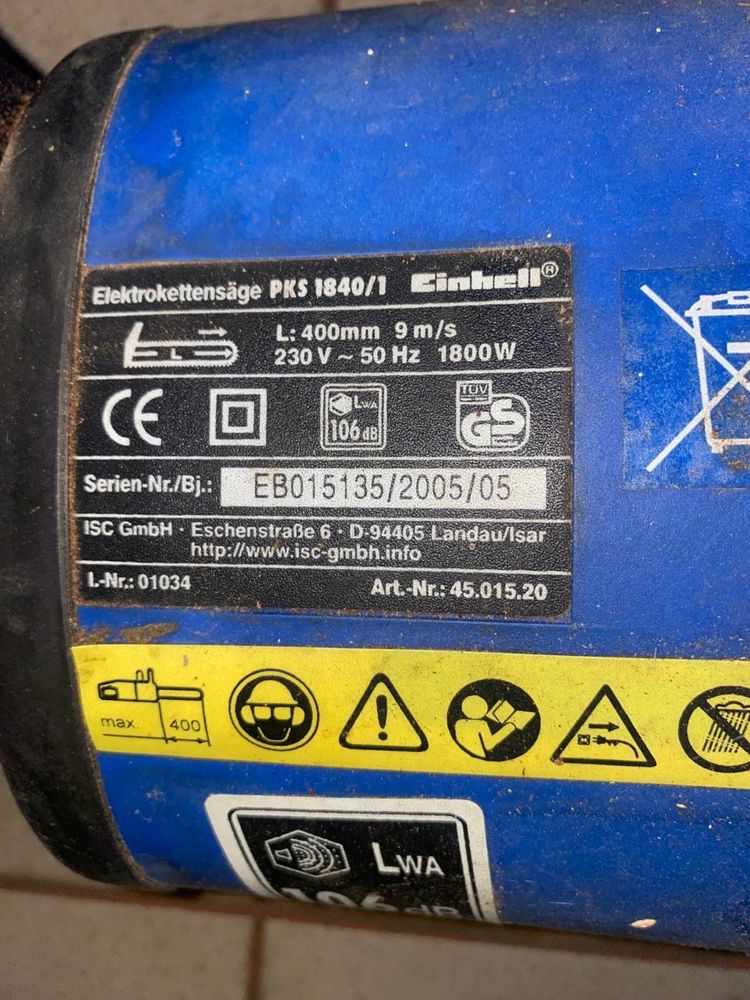 Elektrokettensäge PKS 1840/1 Einhell®
L
L: 400mm 9 m/s
230 V ~ 50 Hz 1800W
CE
LWA
106 dB
TÜV
GS
Serien-Nr./Bj.: EB015135/2005/05
ISC GmbH · Eschenstraße 6 · D-94405 Landau/Isar
http://www.isc-gmbh.info
I.-Nr.: 01034 Art.-Nr.: 45.015.20
max. 400
LWA
106 dB